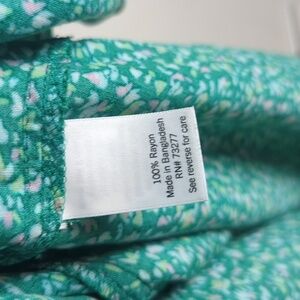 100% Rayon
Made in Bangladesh
RN# 73277
See reverse for care